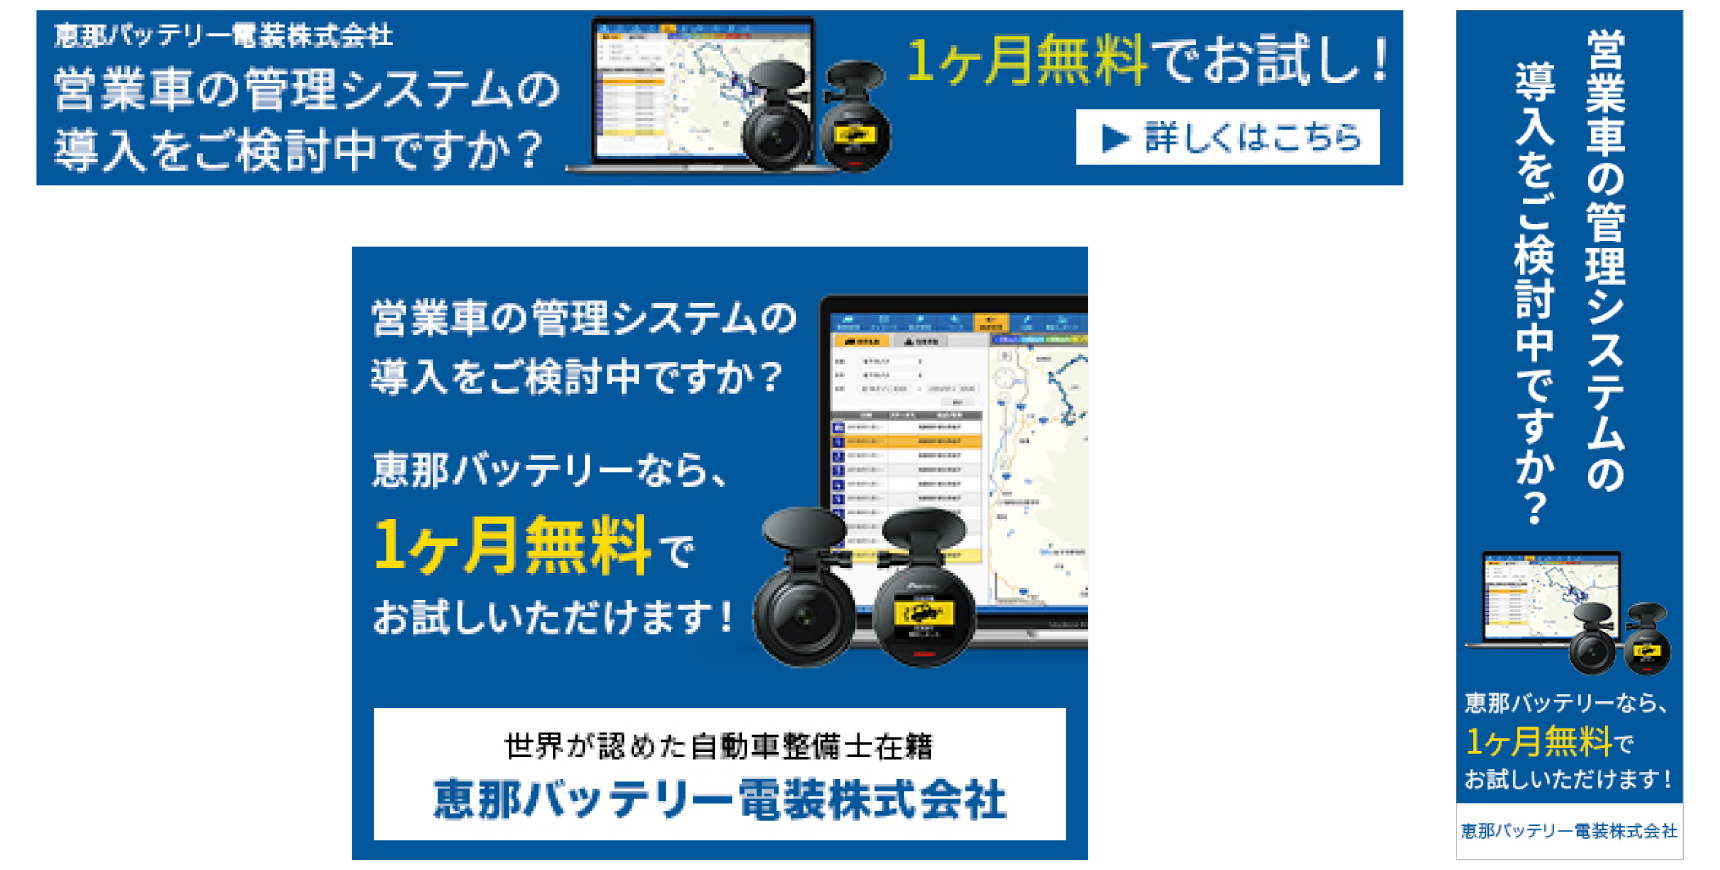 恵那バッテリー電装株式会社
営業車の管理システムの
導入をご検討中ですか？
1ヶ月無料でお試し！
▶ 詳しくはこちら
営業車の管理システムの
導入をご検討中ですか？
恵那バッテリーなら、
1ヶ月無料で
お試しいただけます！
世界が認めた自動車整備士在籍
恵那バッテリー電装株式会社
営業車の管理システムの
導入をご検討中ですか？
恵那バッテリーなら、
1ヶ月無料で
お試しいただけます！
恵那バッテリー電装株式会社